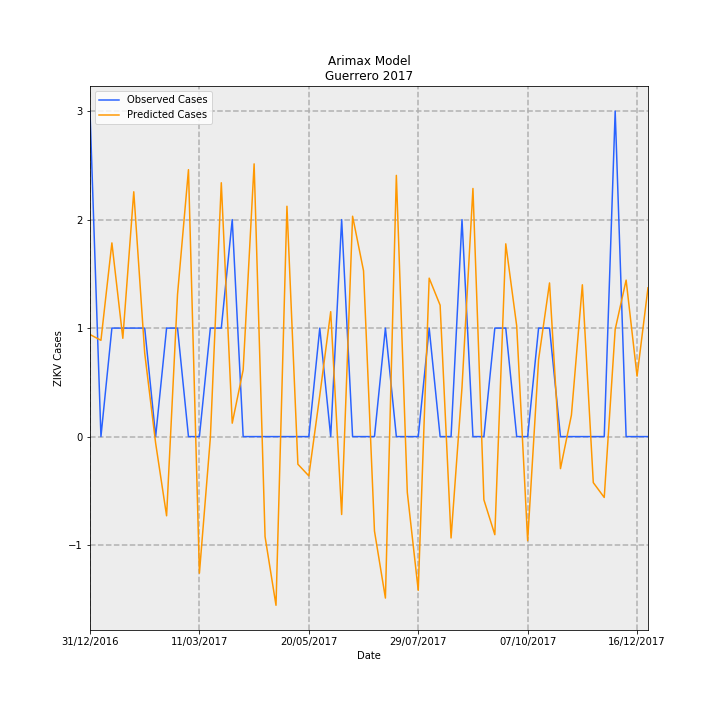 Arimax Model
Guerrero 2017
Observed Cases
Predicted Cases
ZIKV Cases
3
2
1
0
−1
31/12/2016
11/03/2017
20/05/2017
29/07/2017
07/10/2017
16/12/2017
Date